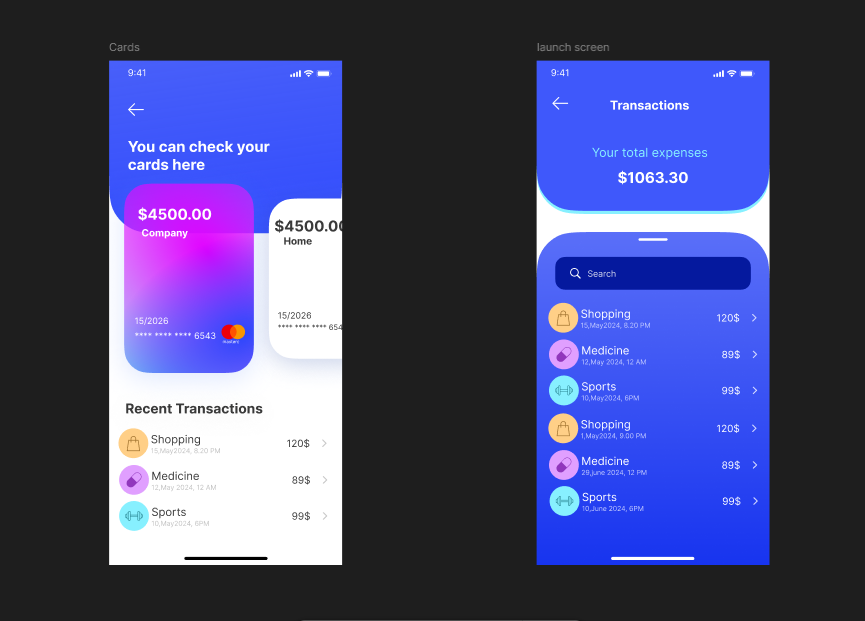 Cards
9:41
You can check your
cards here
$4500.00
Company
15/2026
**** **** **** 6543
$4500.0
Home
15/2026
**** **** **** 654
Recent Transactions
Shopping
15,May2024, 8.20 PM
120$
Medicine
12,May 2024, 12 AM
89$
Sports
10,May2024, 6PM
99$
launch screen
9:41
Transactions
Your total expenses
$1063.30
Search
Shopping
15,May2024, 8.20 PM
120$
Medicine
12,May 2024, 12 AM
89$
Sports
10,May2024, 6PM
99$
Shopping
1,May2024, 9.00 PM
120$
Medicine
29,june 2024, 12 PM
89$
Sports
10,June 2024, 6PM
99$